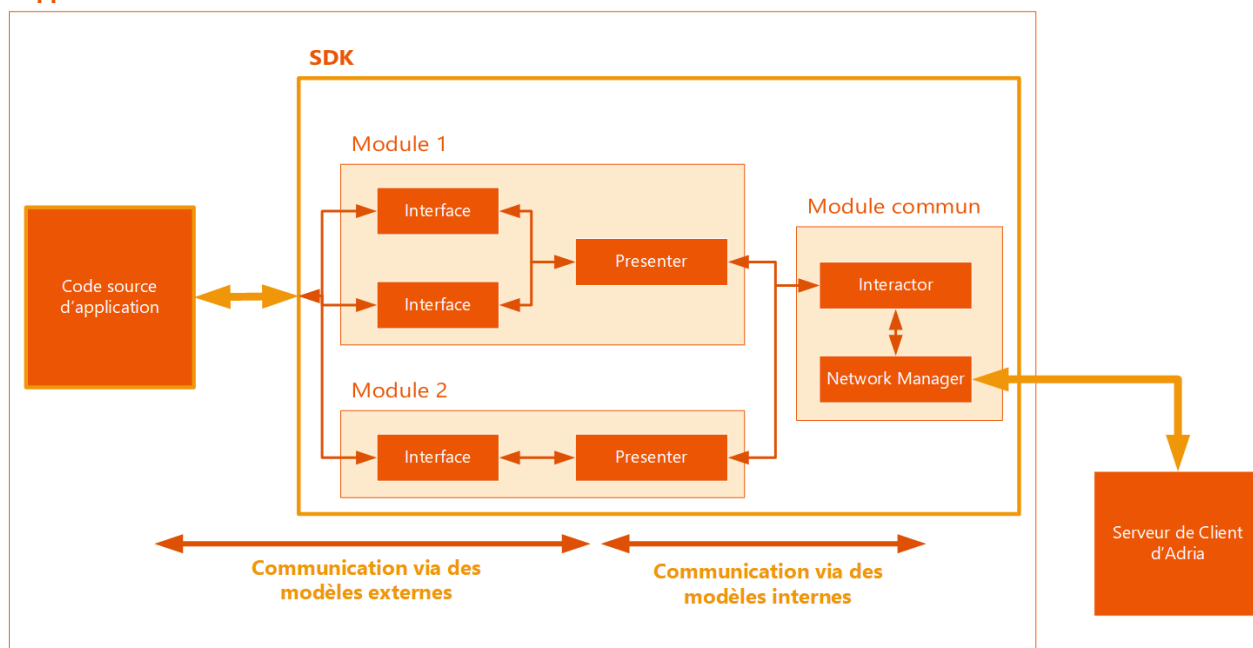 SDK
Module 1
Interface
Presenter
Interface
Module commun
Interactor
Network Manager
Code source
d'application
Module 2
Interface
Presenter
Communication via des
modèles externes
Communication via des
modèles internes
Serveur de Client
d'Adria